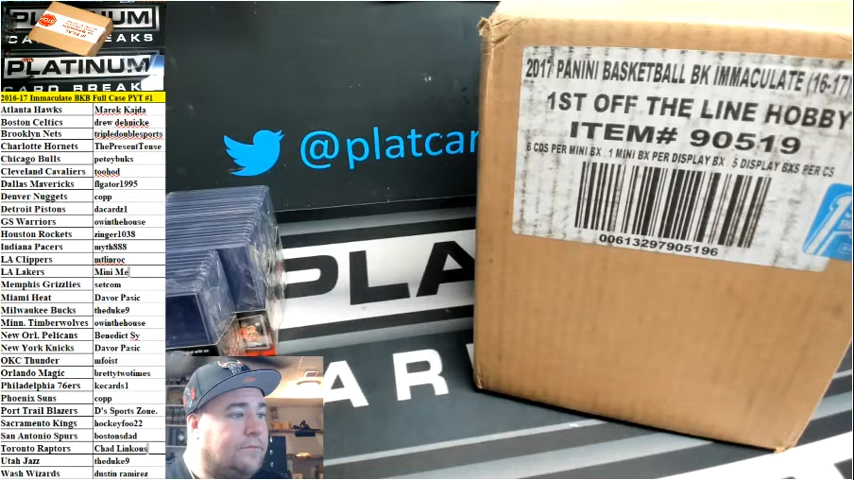 PLATINUM
CARD BREAKS
PLATINUM
CARD BREAKS
2016-17 Immaculate BKB Full Case PYT #1
Atlanta Hawks Marek Kajda
Boston Celtics drew dehnicke
Brooklyn Nets tripledoublesports
Charlotte Hornets ThePresentTense
Chicago Bulls peteybuks
Cleveland Cavaliers toohod
Dallas Mavericks flgator1995
Denver Nuggets copp
Detroit Pistons dacardz1
GS Warriors owinthehouse
Houston Rockets zinger1038
Indiana Pacers myth888
LA Clippers mtliaroc
LA Lakers Mini Me
Memphis Grizzlies setcom
Miami Heat Davor Pasic
Milwaukee Bucks theduke9
Minn. Timberwolves owinthehouse
New Orl. Pelicans Benedict Sy
New York Knicks Davor Pasic
OKC Thunder mfoist
Orlando Magic brettytwotimes
Philadelphia 76ers kecards1
Phoenix Suns copp
Port Trail Blazers D's Sports Zone.
Sacramento Kings hockeyfoo22
San Antonio Spurs bostonsdad
Toronto Raptors Chad Linkous
Utah Jazz theduke9
Wash Wizards dustin ramirez
@platcar
PLA
CAR
2017 PANINI BASKETBALL BK IMMACULATE (16-17)
1ST OFF THE LINE HOBBY
ITEM# 90519
6 CDS PER MINI BX 1 MINI BX PER DISPLAY BX 5 DISPLAY BXS PER CS
00613297905196